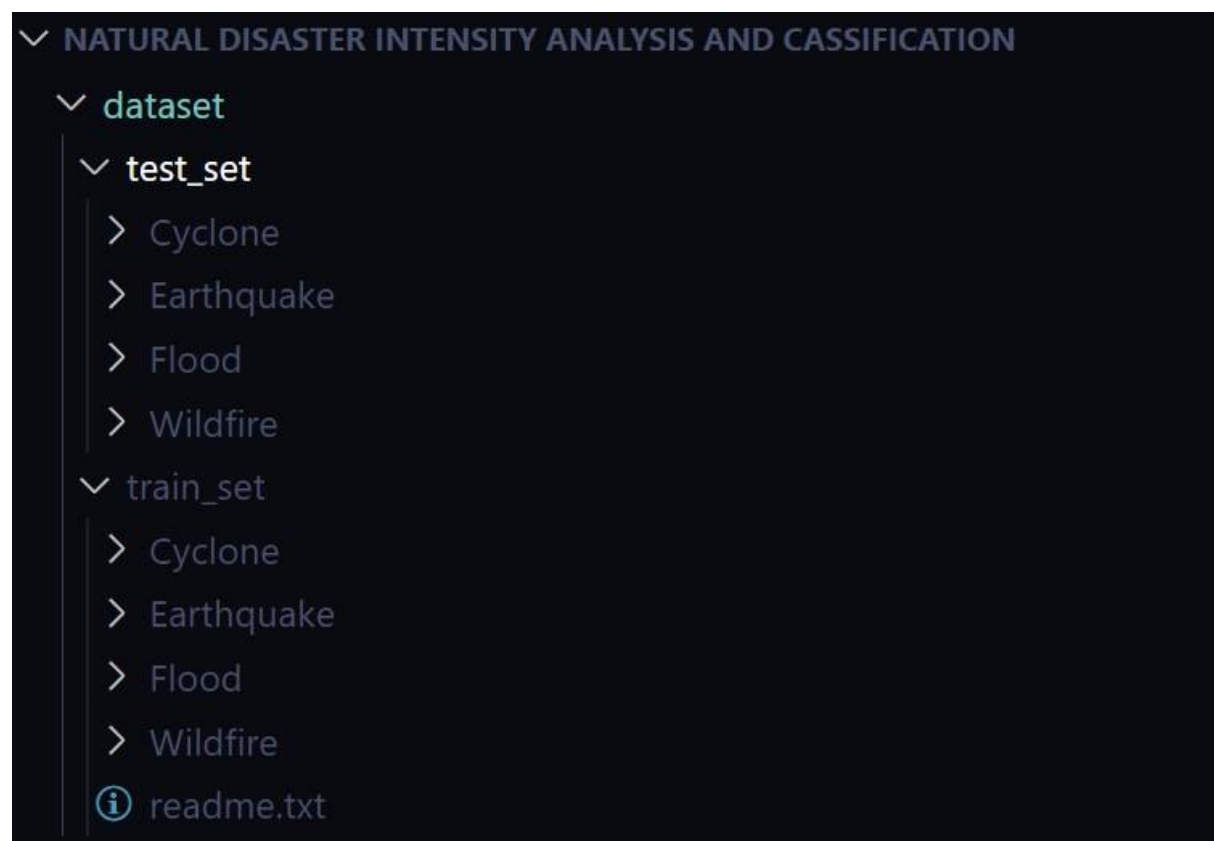 NATURAL DISASTER INTENSITY ANALYSIS AND CASSIFICATION
dataset
test_set
Cyclone
Earthquake
Flood
Wildfire
train_set
Cyclone
Earthquake
Flood
Wildfire
readme.txt